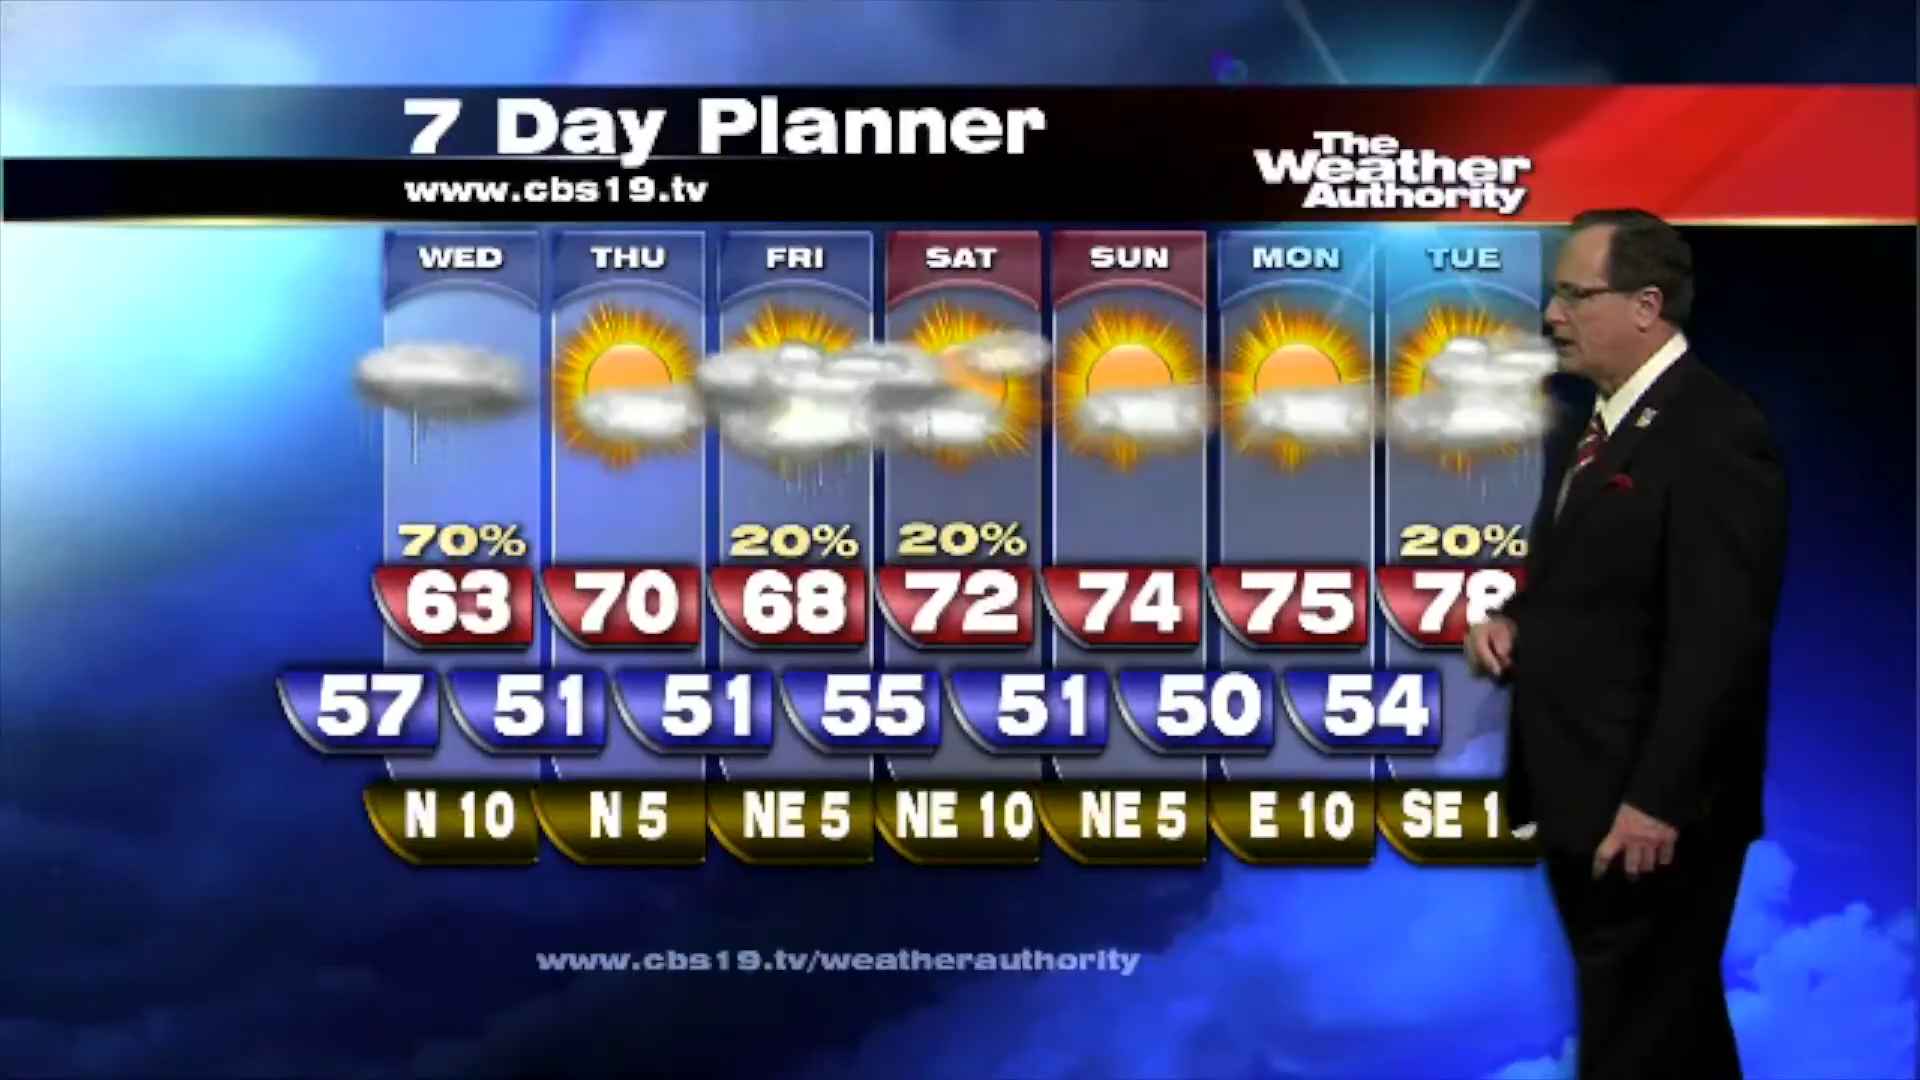 7 Day Planner
www.cbs19.tv
The
Weather
Authority
WED THU FRI SAT SUN MON TUE
70% 20% 20% 20%
63 70 68 72 74 75 78
57 51 51 55 51 50 54
N 10 N 5 NE 5 NE 10 NE 5 E 10 SE
www.cbs19.tv/weatherauthority